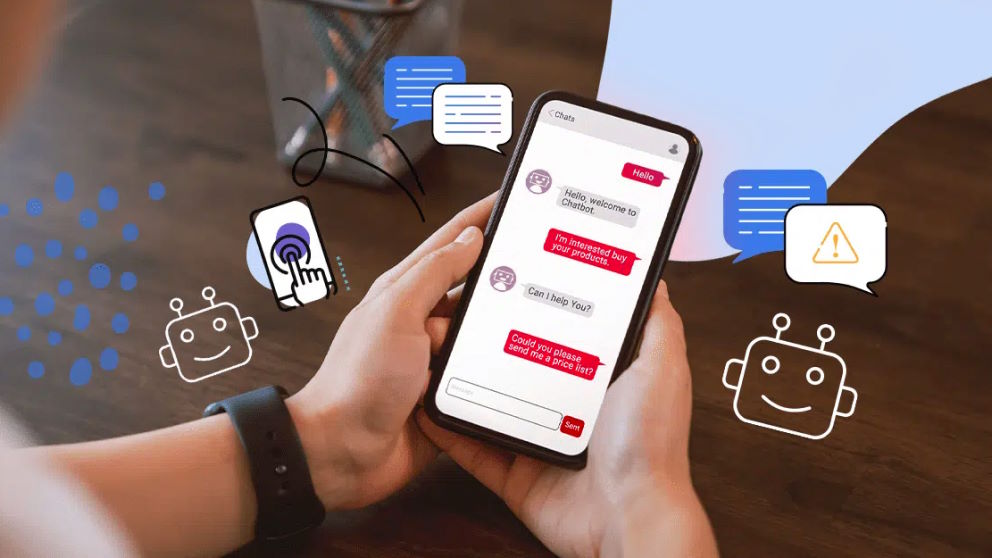 Chats
Hello
Hello, welcome to
Chatbot.
I'm interested buy
your products.
Can I help You?
Could you please
send me a price list?
Message
Sent